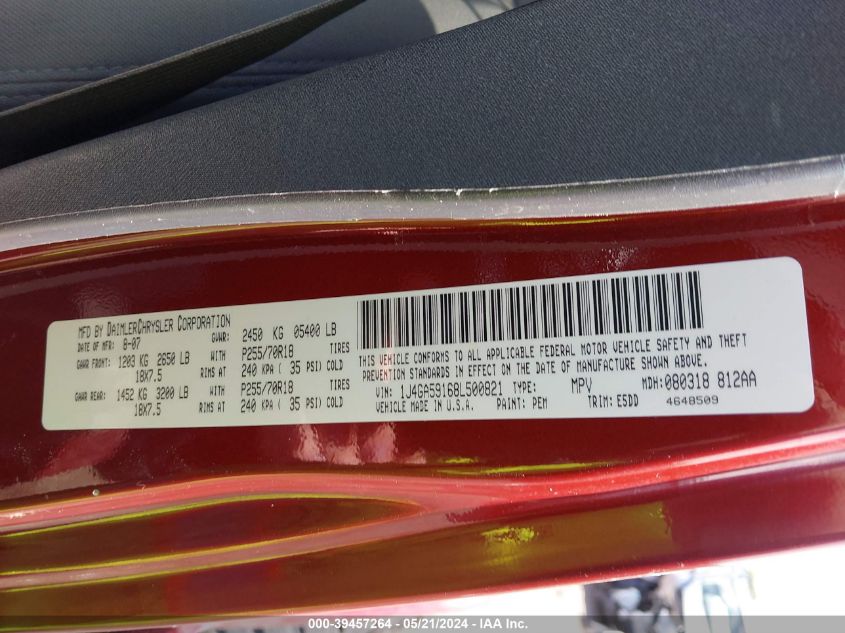 MFD BY DAIMLERCHRYSLER CORPORATION
DATE OF MFR: 8-07 GVWR: 2450 KG 05400 LB
GAWR FRONT: 1203 KG 2650 LB WITH P255/70R18 TIRES
18X7.5 RIMS AT 240 KPA ( 35 PSI) COLD
GAWR REAR: 1452 KG 3200 LB WITH P255/70R18 TIRES
18X7.5 RIMS AT 240 KPA ( 35 PSI) COLD
THIS VEHICLE CONFORMS TO ALL APPLICABLE FEDERAL MOTOR VEHICLE SAFETY AND THEFT
PREVENTION STANDARDS IN EFFECT ON THE DATE OF MANUFACTURE SHOWN ABOVE.
VIN: 1J4GA59168L500821 TYPE: MPV MDH: 080318 812AA
VEHICLE MADE IN U.S.A. PAINT: PEM TRIM: E5DD 4648509
000-39457264 - 05/21/2024 - IAA Inc.